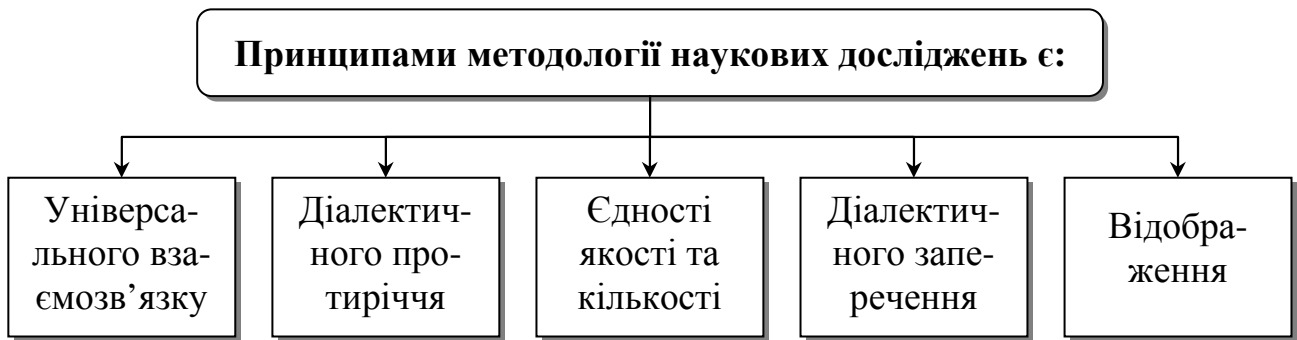 Принципами методології наукових досліджень є:
Універса-
льного вза-
ємозв’язку
Діалектич-
ного про-
тиріччя
Єдності
якості та
кількості
Діалектич-
ного запе-
речення
Відобра-
ження